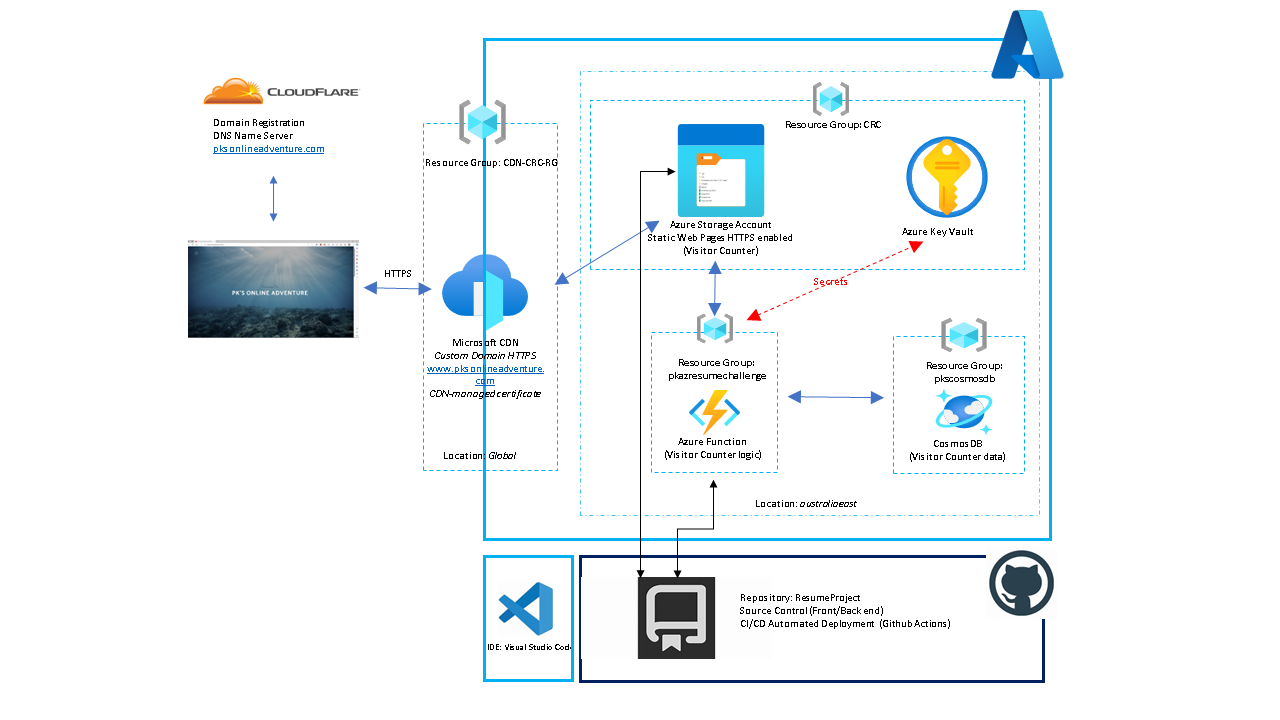 CLOUDFLARE
Domain Registration
DNS Name Server
pksonlineadventure.com
PK'S ONLINE ADVENTURE
HTTPS
Resource Group: CDN-CRC-RG
Microsoft CDN
Custom Domain HTTPS
www.pksonlineadventure.
com
CDN-managed certificate
Location: Global
Resource Group: CRC
Azure Storage Account
Static Web Pages HTTPS enabled
(Visitor Counter)
Azure Key Vault
Secrets
Resource Group:
pkazresumechallenge
Azure Function
(Visitor Counter logic)
Resource Group:
pkscosmosdb
CosmosDB
(Visitor Counter data)
Location: australiaeast
IDE: Visual Studio Code
Repository: ResumeProject
Source Control (Front/Back end)
CI/CD Automated Deployment (Github Actions)